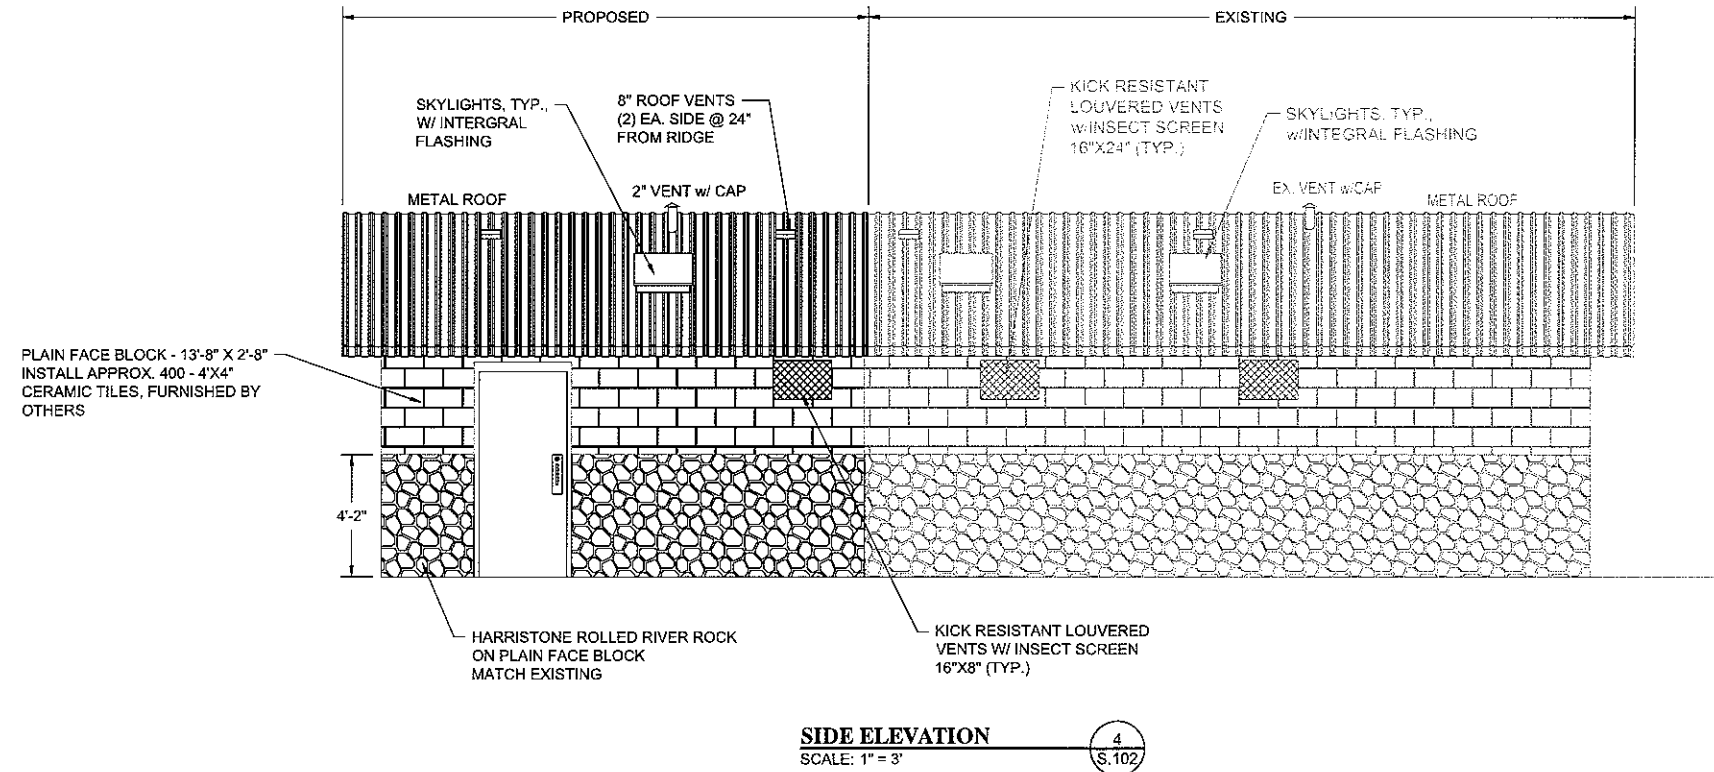 PROPOSED
EXISTING
SKYLIGHTS, TYP.,
W/ INTERGRAL
FLASHING
8" ROOF VENTS
(2) EA. SIDE @ 24"
FROM RIDGE
KICK RESISTANT
LOUVERED VENTS
w/INSECT SCREEN
16"X24" (TYP.)
SKYLIGHTS, TYP.,
w/INTEGRAL FLASHING
METAL ROOF
2" VENT w/ CAP
EX. VENT w/CAP
METAL ROOF
PLAIN FACE BLOCK - 13'-8" X 2'-8"
INSTALL APPROX. 400 - 4'X4"
CERAMIC TILES, FURNISHED BY
OTHERS
4'-2"
HARRISTONE ROLLED RIVER ROCK
ON PLAIN FACE BLOCK
MATCH EXISTING
KICK RESISTANT LOUVERED
VENTS W/ INSECT SCREEN
16"X8" (TYP.)
SIDE ELEVATION
SCALE: 1" = 3'
4
S.102